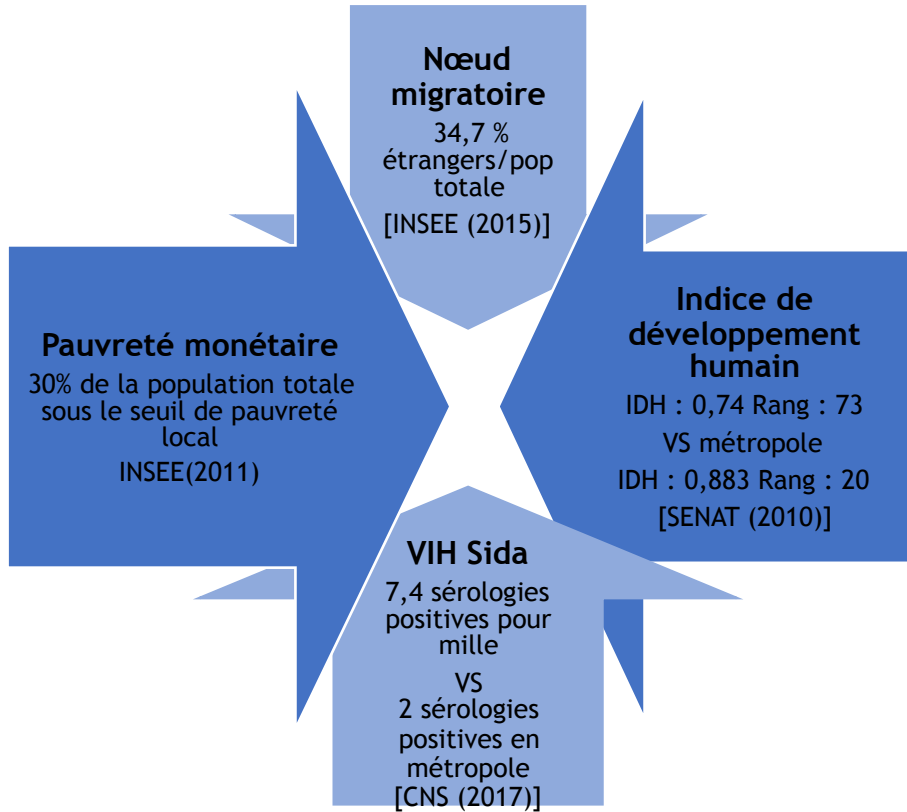 Nœud
migratoire
34,7 %
étrangers/pop
totale
[INSEE (2015)]
Pauvreté monétaire
30% de la population totale
sous le seuil de pauvreté
local
INSEE(2011)
Indice de
développement
humain
IDH : 0,74 Rang : 73
VS métropole
IDH : 0,883 Rang : 20
[SENAT (2010)]
VIH Sida
7,4 sérologies
positives pour
mille
VS
2 sérologies
positives en
métropole
[CNS (2017)]